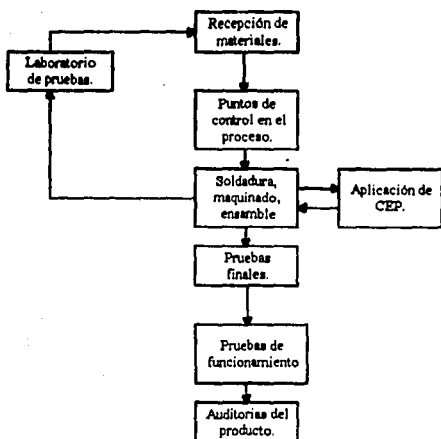 Recepción de
materiales.
Laboratorio
de pruebas.
Puntos de
control en el
proceso.
Soldadura,
maquinado,
ensamble
Aplicación de
CEP.
Pruebas
finales.
Pruebas de
funcionamiento
Auditorias del
producto.